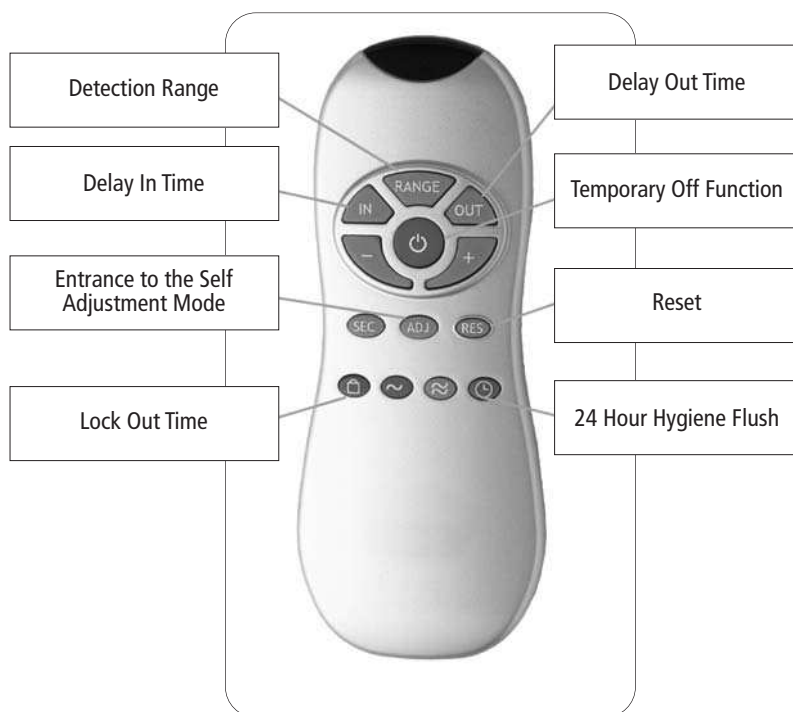 Detection Range
Delay Out Time
Delay In Time
Temporary Off Function
Entrance to the Self
Adjustment Mode
Reset
Lock Out Time
24 Hour Hygiene Flush
RANGE
IN
OUT
−
+
SEC
ADJ
RES